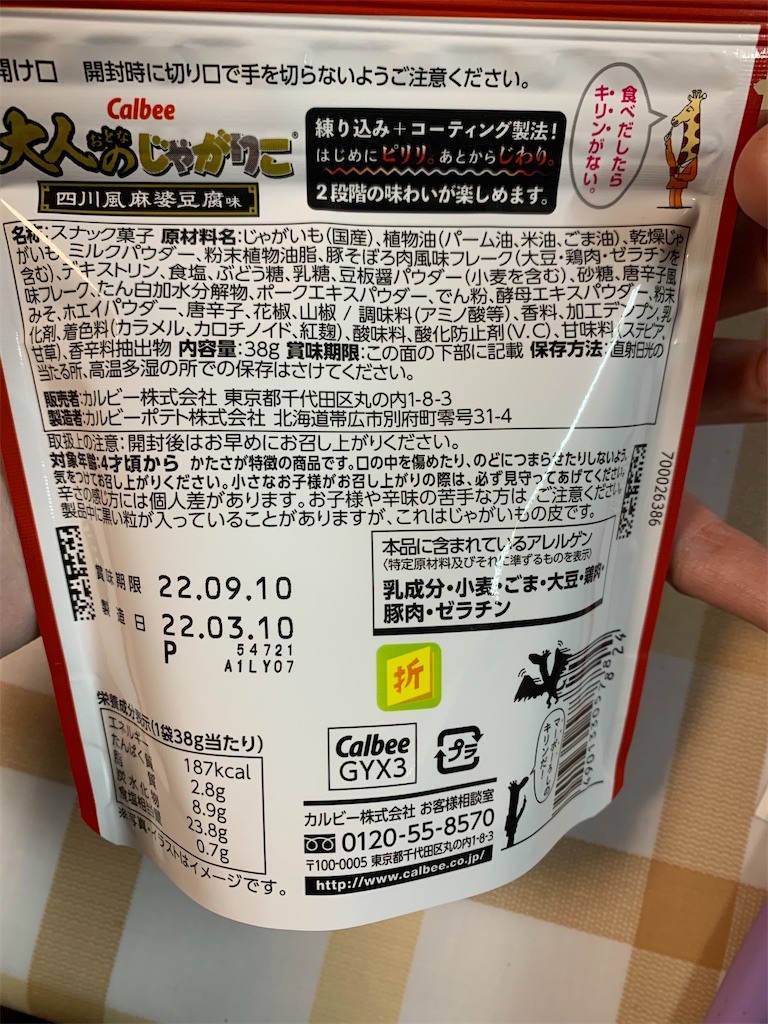 開け口 開封時に切り口で手を切らないようご注意ください。
Calbee
大人のじゃがりこ®
おとな
四川風麻婆豆腐味
練り込み+コーティング製法!
はじめにピリリ。あとからじわり。
2段階の味わいが楽しめます。
食べだしたら
キリンがない。
名称:スナック菓子 原材料名:じゃがいも(国産)、植物油(パーム油、米油、ごま油)、乾燥じゃ
がいも、ミルクパウダー、粉末植物油脂、豚そぼろ肉風味フレーク(大豆・鶏肉・ゼラチンを
含む)、デキストリン、食塩、ぶどう糖、乳糖、豆板醤パウダー(小麦を含む)、砂糖、唐辛子風
味フレーク、たん白加水分解物、ポークエキスパウダー、でん粉、酵母エキスパウダー、粉末
みそ、ホエイパウダー、唐辛子、花椒、山椒 / 調味料(アミノ酸等)、香料、加工デンプン、乳
化剤、着色料(カラメル、カロチノイド、紅麹)、酸味料、酸化防止剤(V.C)、甘味料(ステビア、
甘草)、香辛料抽出物 内容量:38g 賞味期限:この面の下部に記載 保存方法:直射日光の
当たる所、高温多湿の所での保存はさけてください。
販売者:カルビー株式会社 東京都千代田区丸の内1-8-3
製造者:カルビーポテト株式会社 北海道帯広市別府町零号31-4
取扱上の注意:開封後はお早めにお召し上がりください。
対象年齢:4才頃から かたさが特徴の商品です。口の中を傷めたり、のどにつまらせたりしないよう、
気をつけてお召し上がりください。小さなお子様がお召し上がりの際は、必ず見守ってあげてください。
辛さの感じ方には個人差があります。お子様や辛味の苦手な方は、ご注意ください。
製品中に黒い粒が入っていることがありますが、これはじゃがいもの皮です。
700026386
賞味期限 22.09.10
製造日 22.03.10
P 54721
A1LY07
本品に含まれているアレルゲン
〈特定原材料及びそれに準ずるものを表示〉
乳成分・小麦・ごま・大豆・鶏肉・
豚肉・ゼラチン
折
栄養成分表示(1袋38g当たり)
エネルギー 187kcal
たんぱく質 2.8g
脂質 8.9g
炭水化物 23.8g
食塩相当量 0.7g
※写真・イラストはイメージです。
Calbee
GYX3
プラ
カルビー株式会社 お客様相談室
0120-55-8570
〒100-0005 東京都千代田区丸の内1-8-3
http://www.calbee.co.jp/